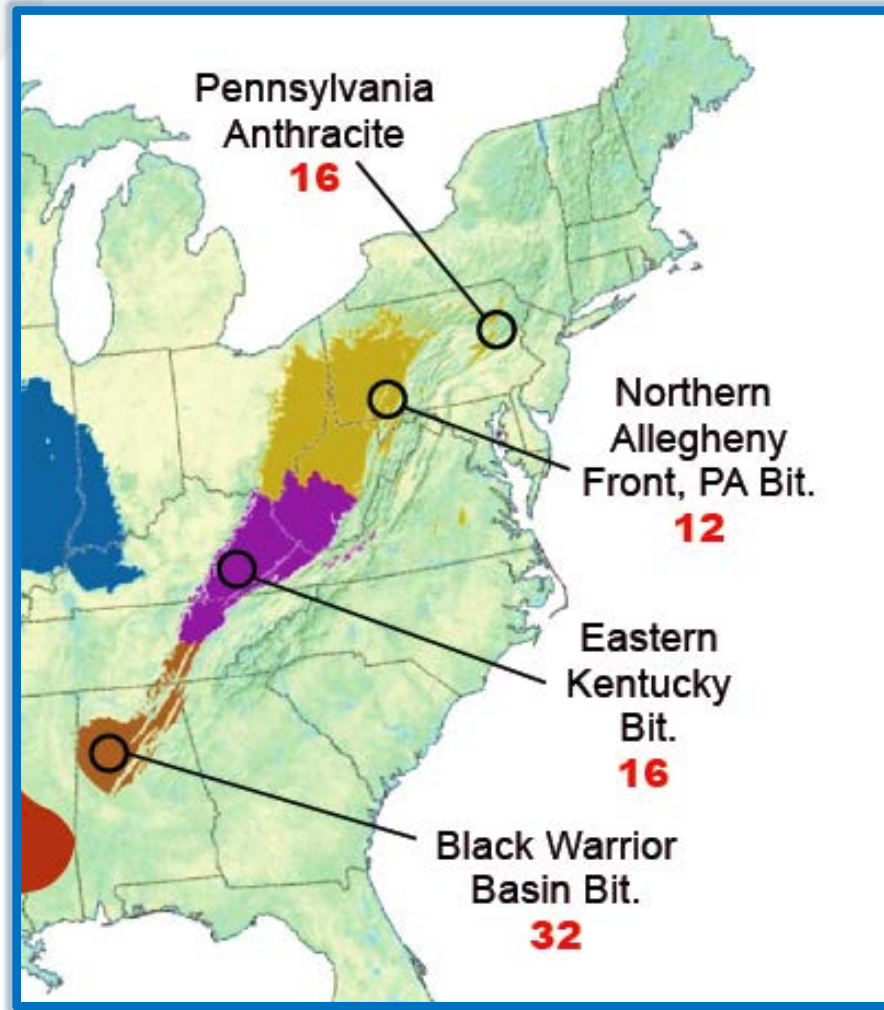 Pennsylvania
Anthracite
16
Northern
Allegheny
Front, PA Bit.
12
Eastern
Kentucky
Bit.
16
Black Warrior
Basin Bit.
32